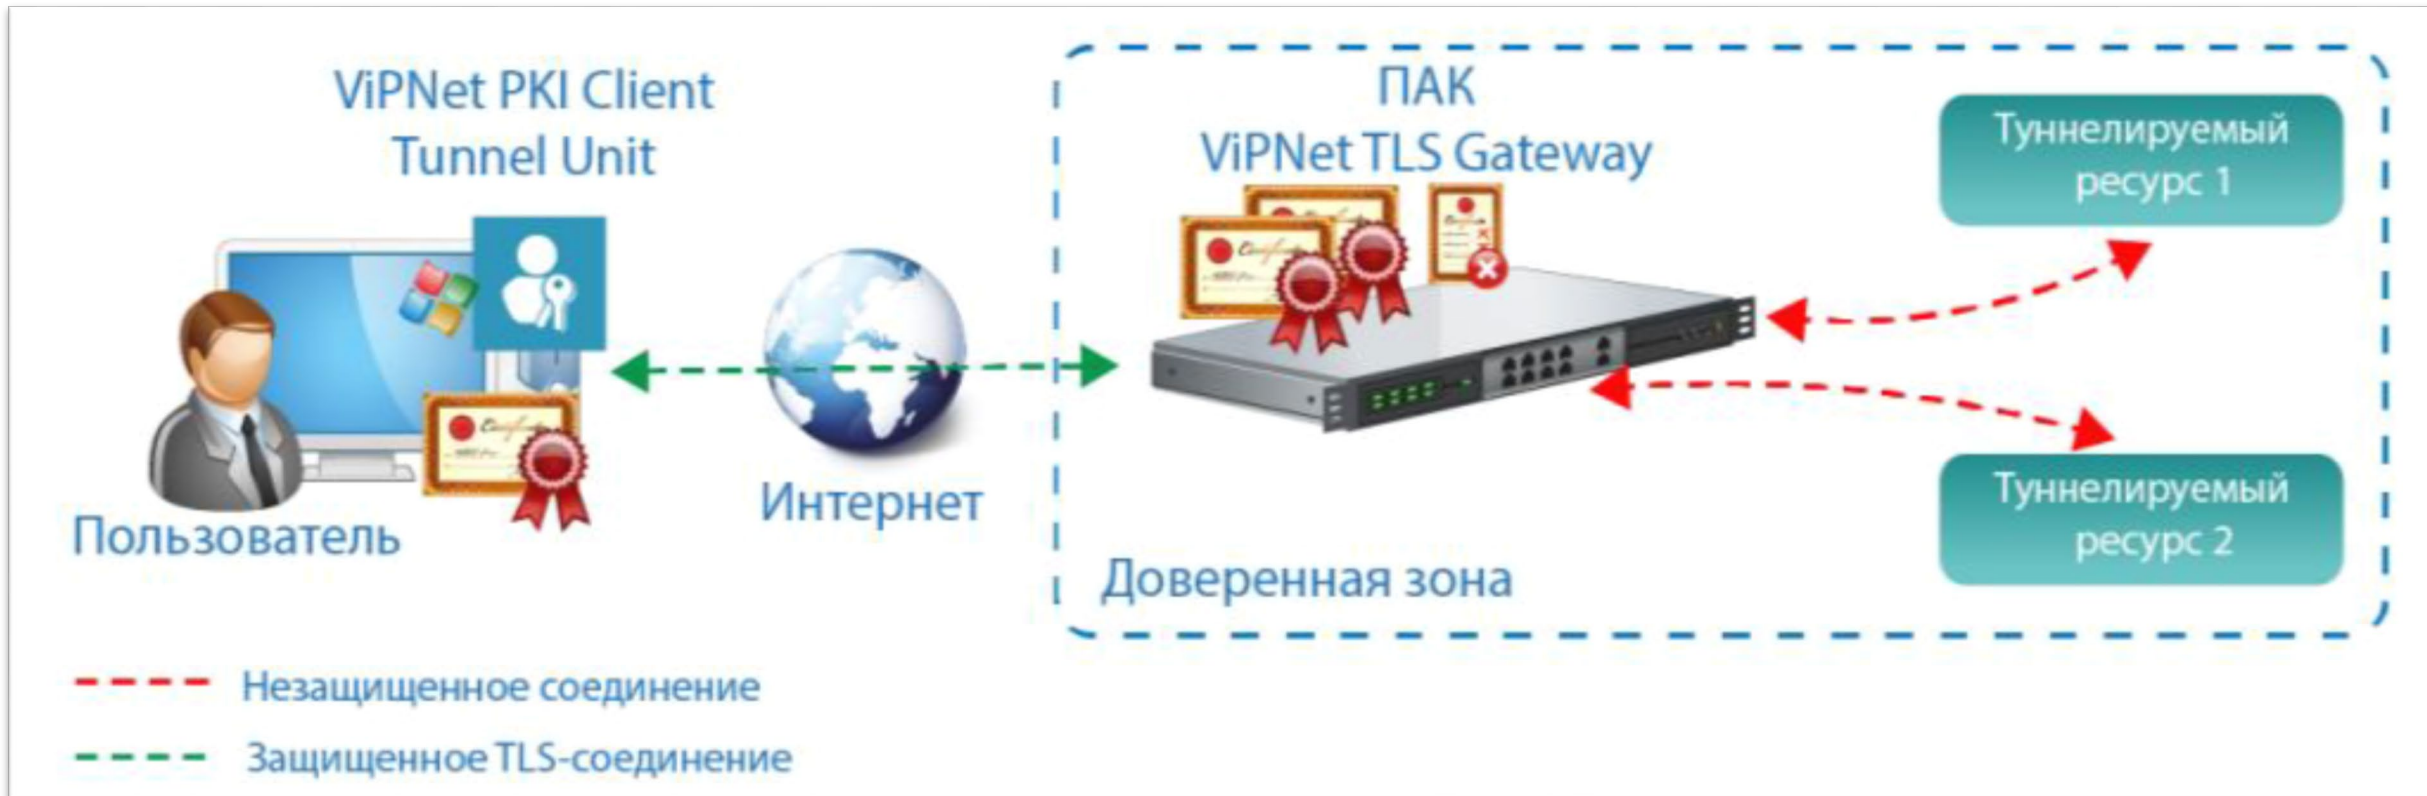 ViPNet PKI Client
Tunnel Unit
Пользователь
Интернет
ПАК
ViPNet TLS Gateway
Туннелируемый
ресурс 1
Туннелируемый
ресурс 2
Доверенная зона
Незащищенное соединение
Защищенное TLS-соединение